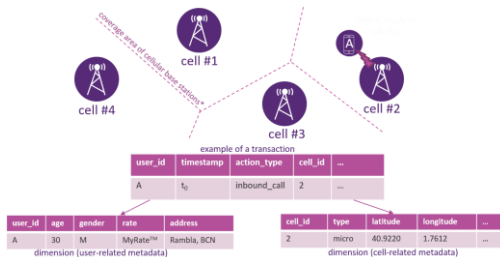 cell #1
A
coverage area of cellular base stations*
cell #4
cell #2
cell #3
example of a transaction
user_id timestamp action_type cell_id ...
A t0 inbound_call 2 ...
user_id age gender rate address
A 30 M MyRate™ Rambla, BCN
dimension (user-related metadata)
cell_id type latitude longitude ...
2 micro 40.9220 1.7612 ...
dimension (cell-related metadata)